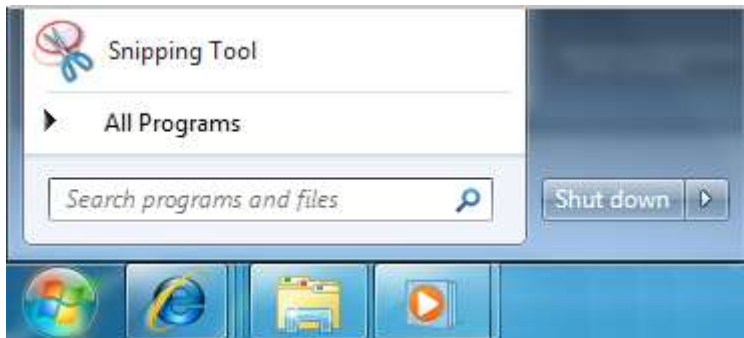 Snipping Tool
All Programs
Search programs and files
Shut down